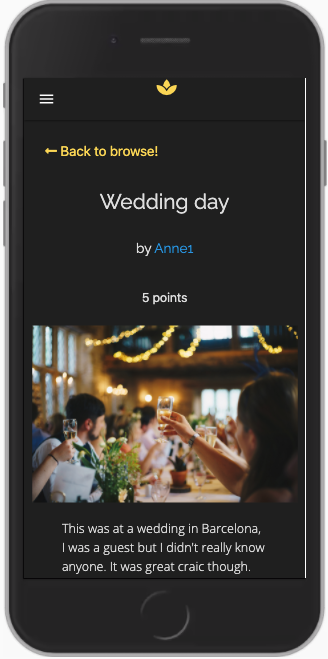 ← Back to browse!
Wedding day
by Anne1
5 points
This was at a wedding in Barcelona,
I was a guest but I didn't really know
anyone. It was great craic though.